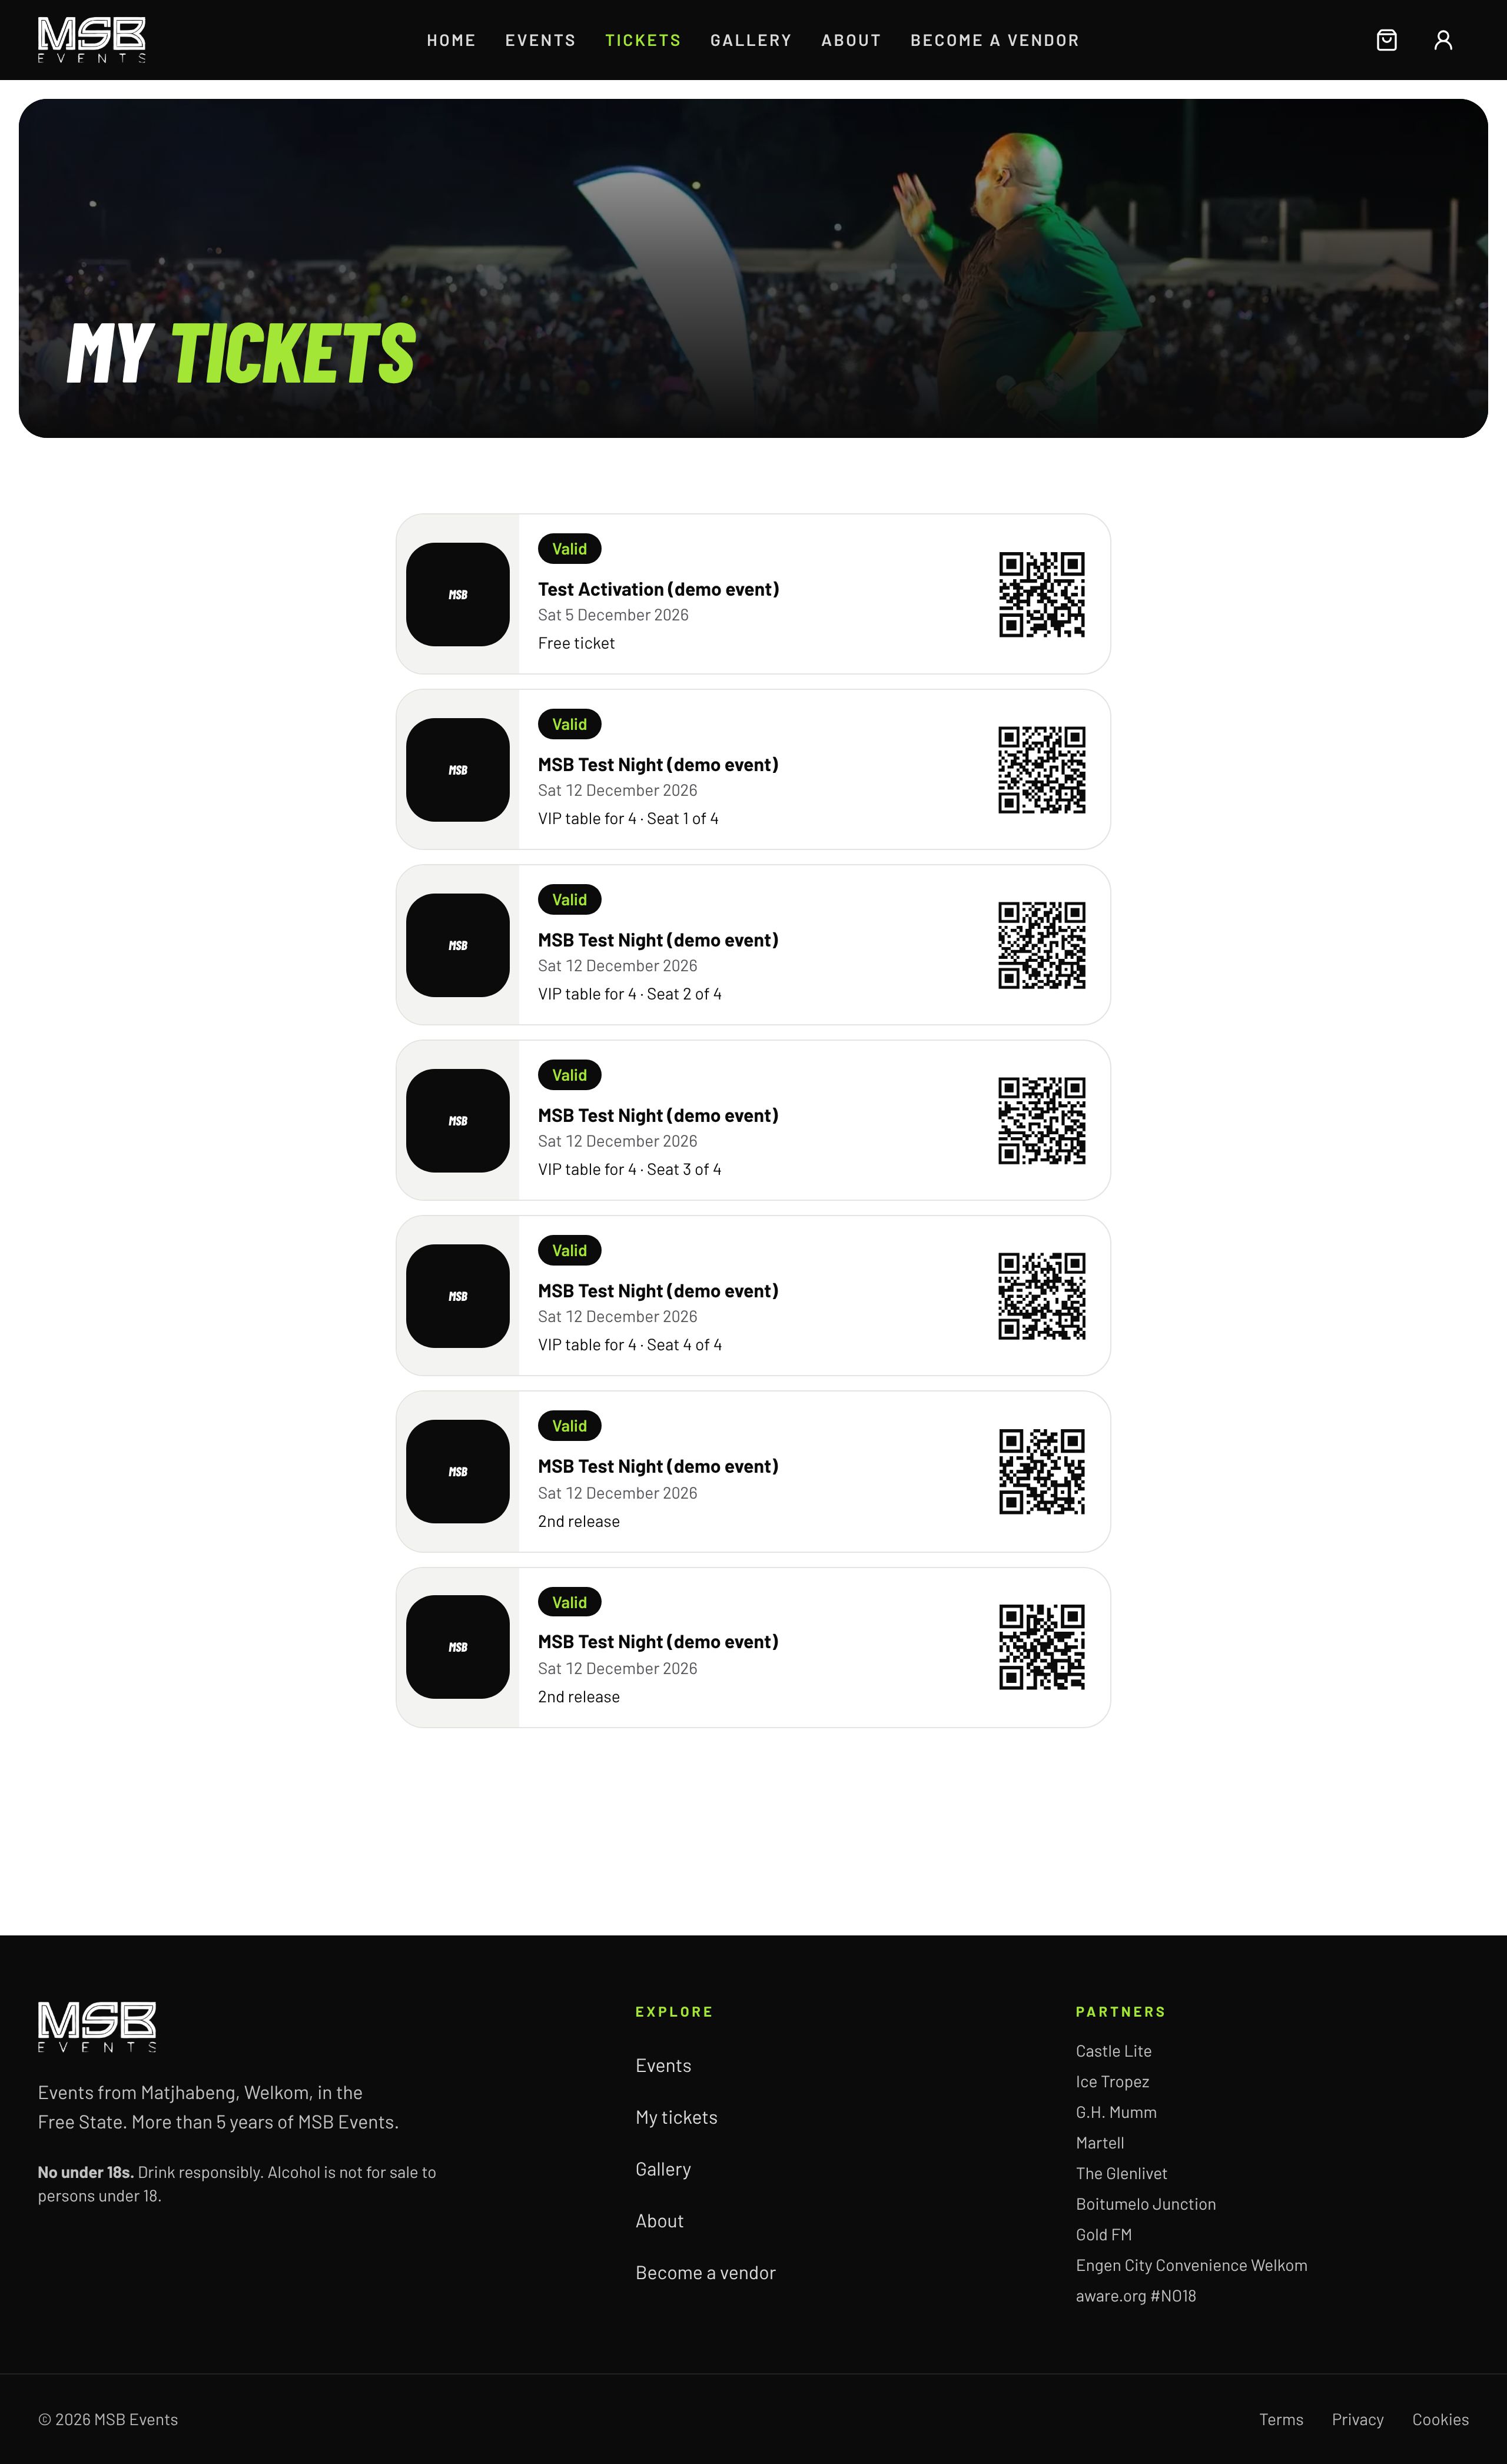 MSB
EVENTS
HOME
EVENTS
TICKETS
GALLERY
ABOUT
BECOME A VENDOR
MY TICKETS
MSB
Valid
Test Activation (demo event)
Sat 5 December 2026
Free ticket
MSB
Valid
MSB Test Night (demo event)
Sat 12 December 2026
VIP table for 4 · Seat 1 of 4
MSB
Valid
MSB Test Night (demo event)
Sat 12 December 2026
VIP table for 4 · Seat 2 of 4
MSB
Valid
MSB Test Night (demo event)
Sat 12 December 2026
VIP table for 4 · Seat 3 of 4
MSB
Valid
MSB Test Night (demo event)
Sat 12 December 2026
VIP table for 4 · Seat 4 of 4
MSB
Valid
MSB Test Night (demo event)
Sat 12 December 2026
2nd release
MSB
Valid
MSB Test Night (demo event)
Sat 12 December 2026
2nd release
MSB
EVENTS
Events from Matjhabeng, Welkom, in the
Free State. More than 5 years of MSB Events.
No under 18s. Drink responsibly. Alcohol is not for sale to
persons under 18.
EXPLORE
Events
My tickets
Gallery
About
Become a vendor
PARTNERS
Castle Lite
Ice Tropez
G.H. Mumm
Martell
The Glenlivet
Boitumelo Junction
Gold FM
Engen City Convenience Welkom
aware.org #NO18
© 2026 MSB Events
Terms
Privacy
Cookies